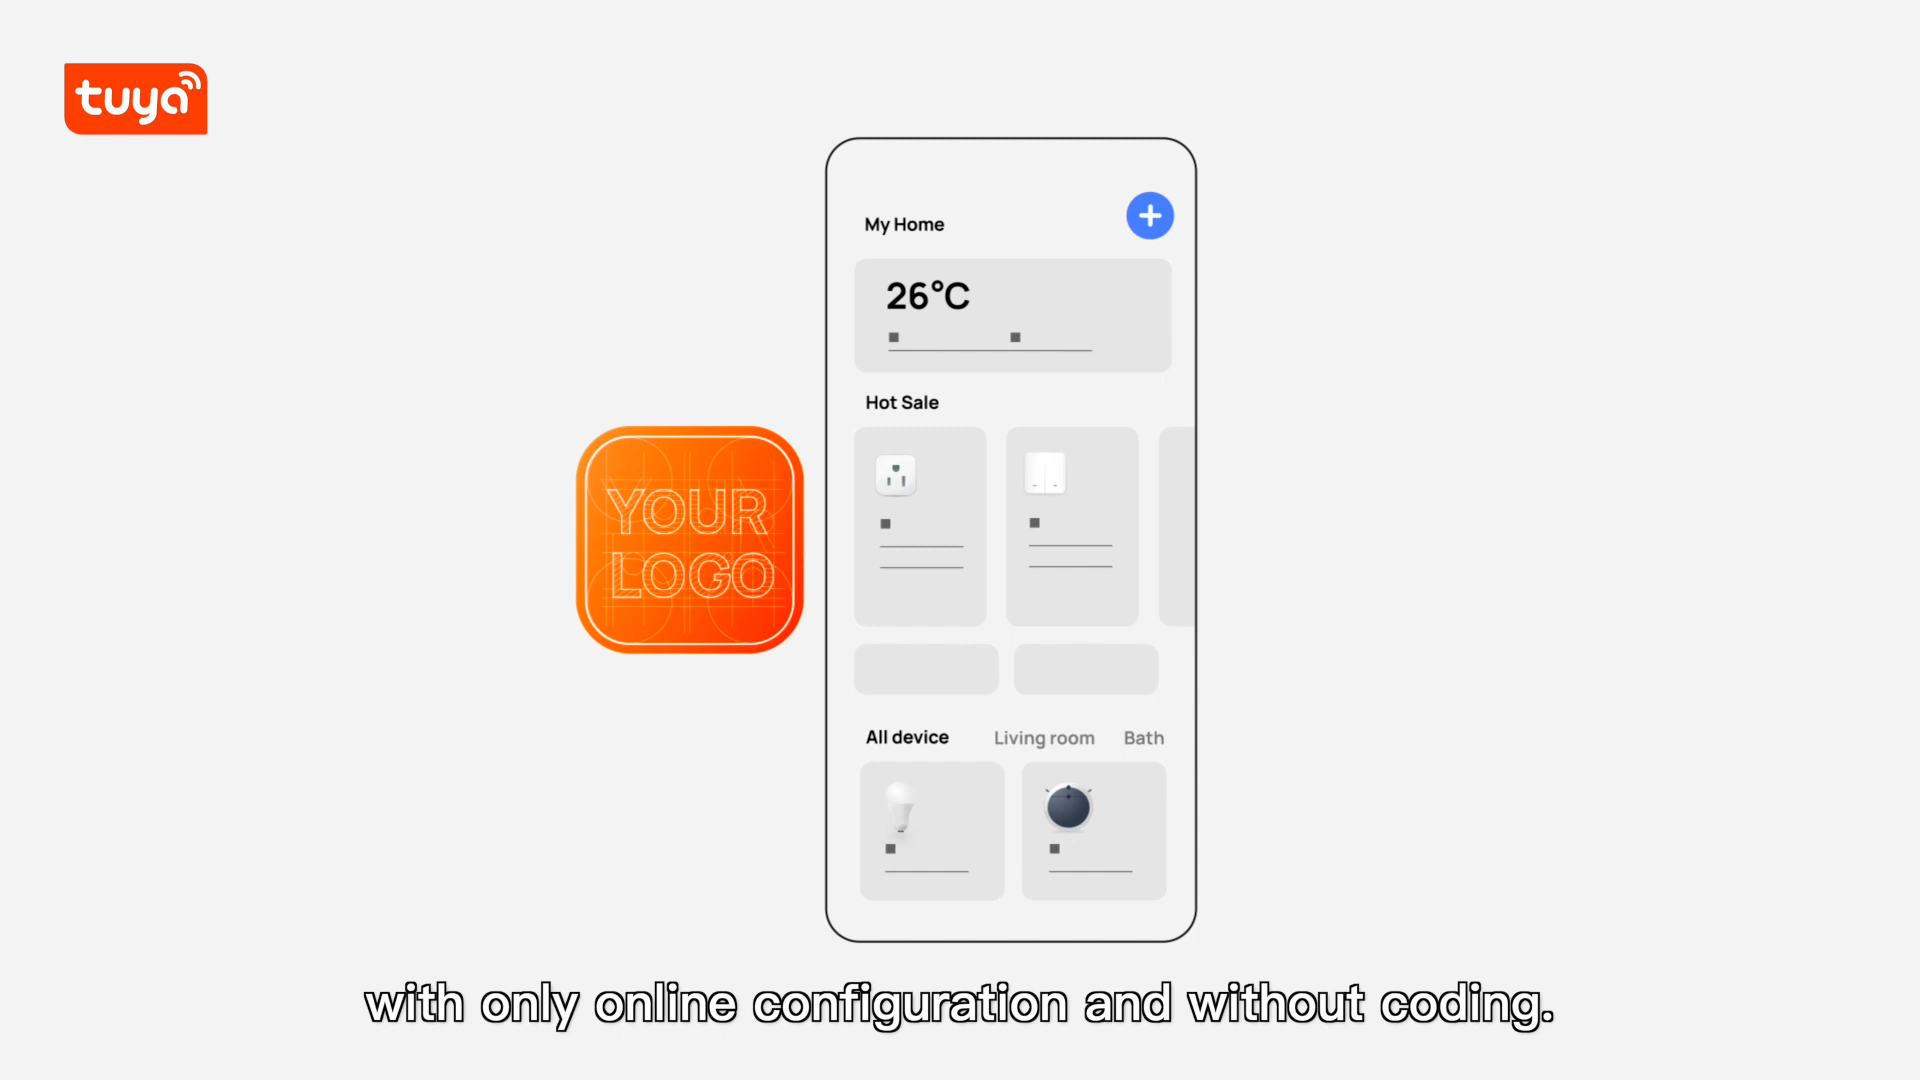 tuya
My Home
26°C
Hot Sale
YOUR
LOGO
All device
Living room
Bath
with only online configuration and without coding.